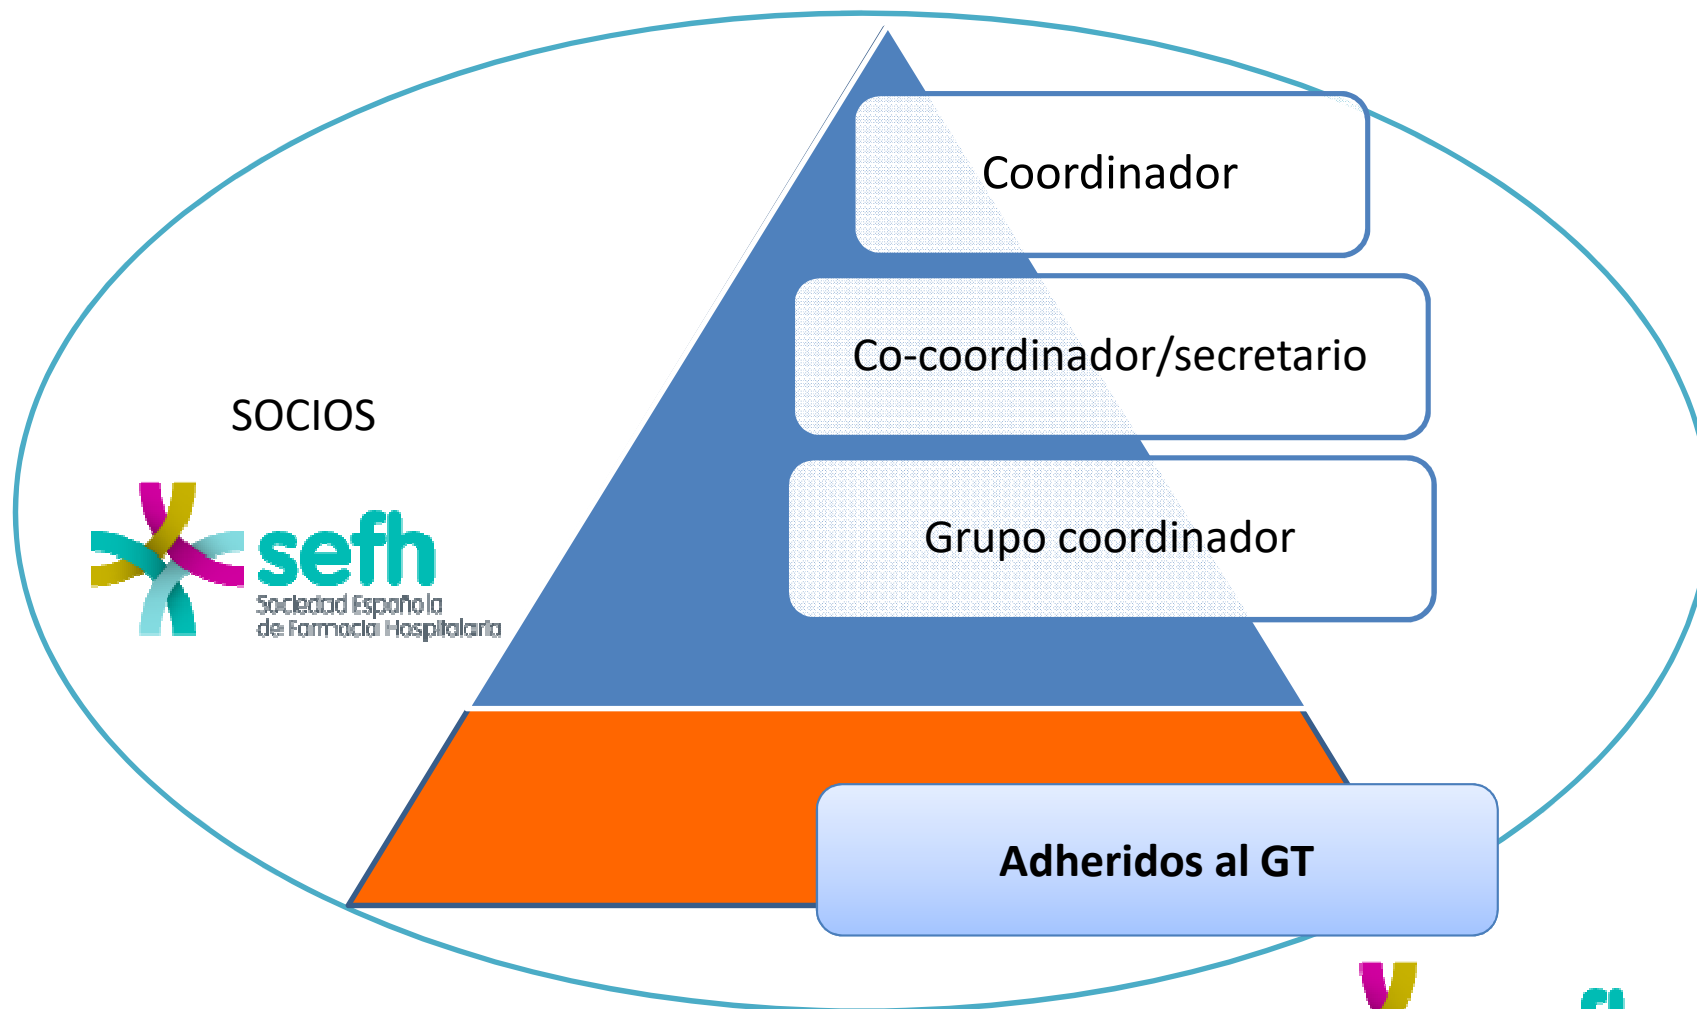 Coordinador
Co-coordinador/secretario
SOCIOS
Grupo coordinador
sefh
Sociedad Española
de Farmacia Hospitalaria
Adheridos al GT